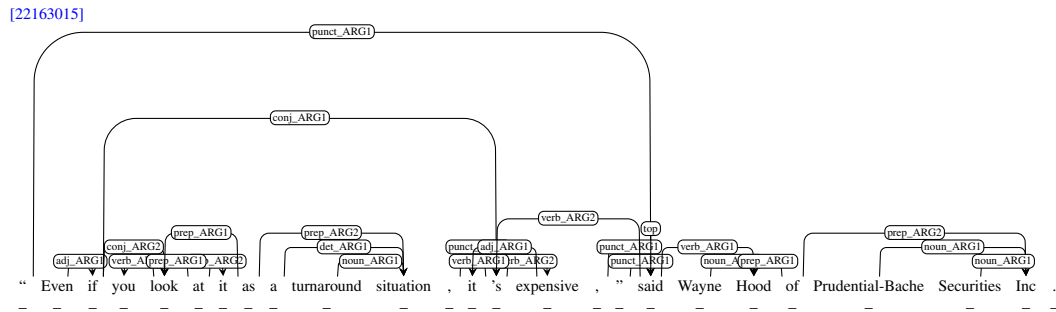 [22163015]
punct_ARG1
conj_ARG1
verb_ARG2
top
prep_ARG1 prep_ARG2 prep_ARG2
conj_ARG2 det_ARG1 adj_ARG1 punct_ARG1 verb_ARG1 noun_ARG1
adj_ARG1 prep_ARG1 noun_ARG1 verb_ARG1 punct_ARG1 prep_ARG1 noun_ARG1
“ Even if you look at it as a turnaround situation , it 's expensive , ” said Wayne Hood of Prudential-Bache Securities Inc .